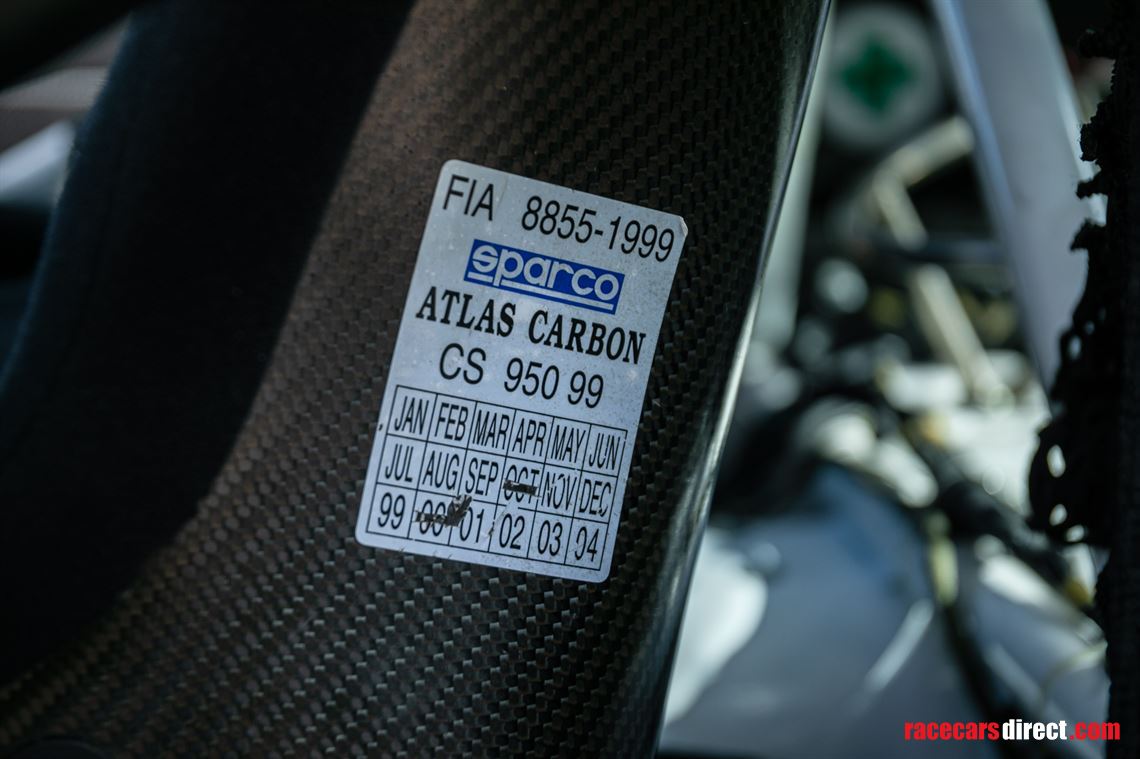 FIA 8855-1999
sparco
ATLAS CARBON
CS 950 99
JAN FEB MAR APR MAY JUN
JUL AUG SEP OCT NOV DEC
99 00 01 02 03 04
racecarsdirect.com